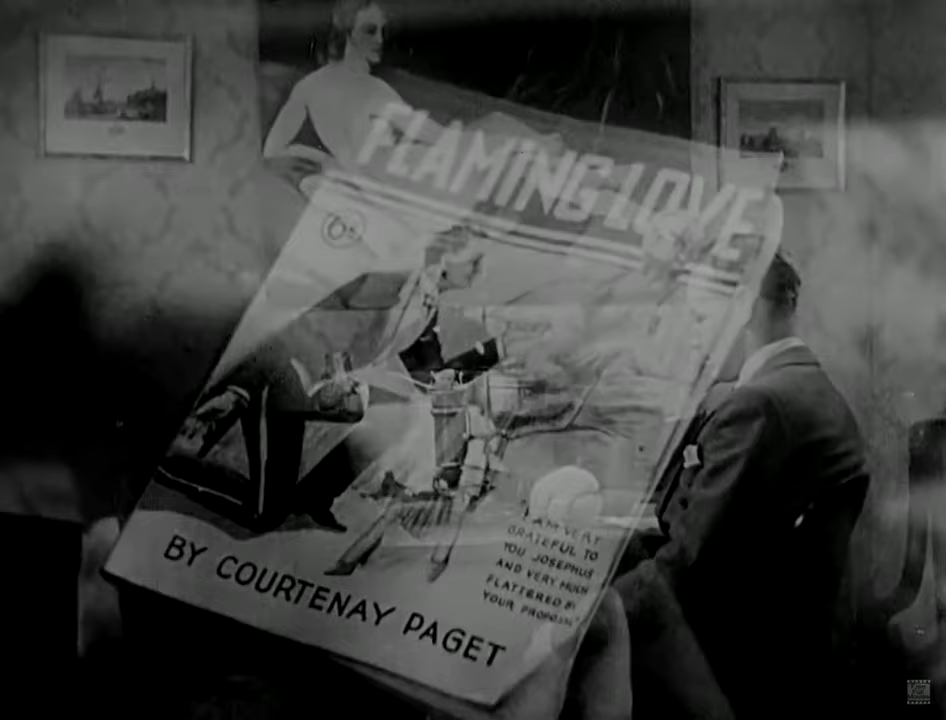 FLAMING LOVE
6D
BY COURTENAY PAGET
I AM VERY
GRATEFUL TO
YOU JOSEPHUS
AND VERY MUCH
FLATTERED BY
YOUR PROPOSAL"